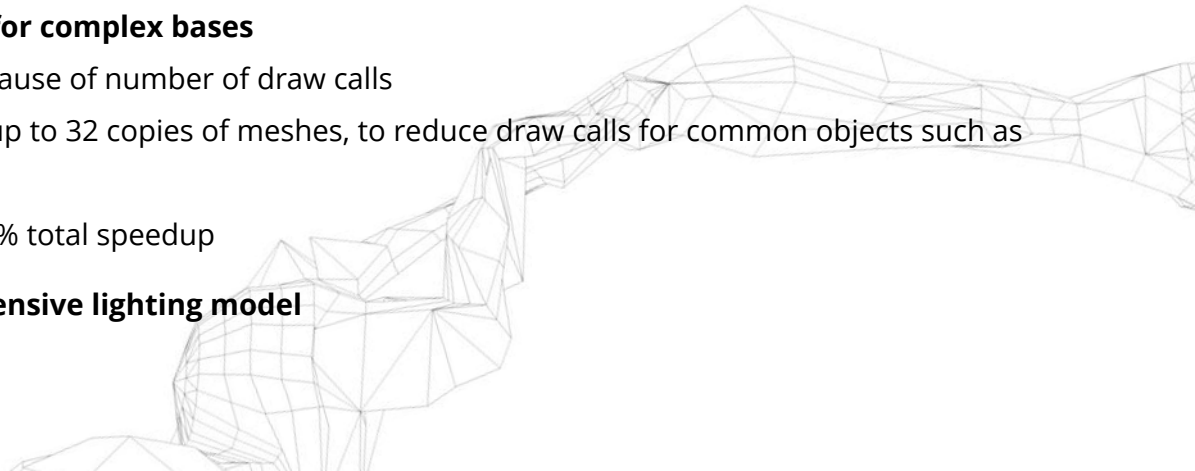 for complex bases
ause of number of draw calls
up to 32 copies of meshes, to reduce draw calls for common objects such as
% total speedup
ensive lighting model